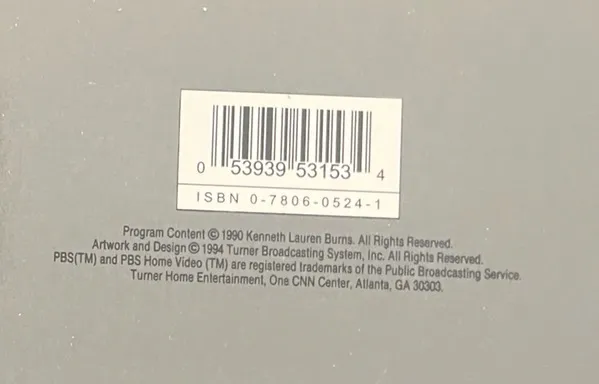 0 53939 53153 4
ISBN 0-7806-0524-1
Program Content © 1990 Kenneth Lauren Burns. All Rights Reserved.
Artwork and Design © 1994 Turner Broadcasting System, Inc. All Rights Reserved.
PBS(TM) and PBS Home Video (TM) are registered trademarks of the Public Broadcasting Service.
Turner Home Entertainment, One CNN Center, Atlanta, GA 30303.